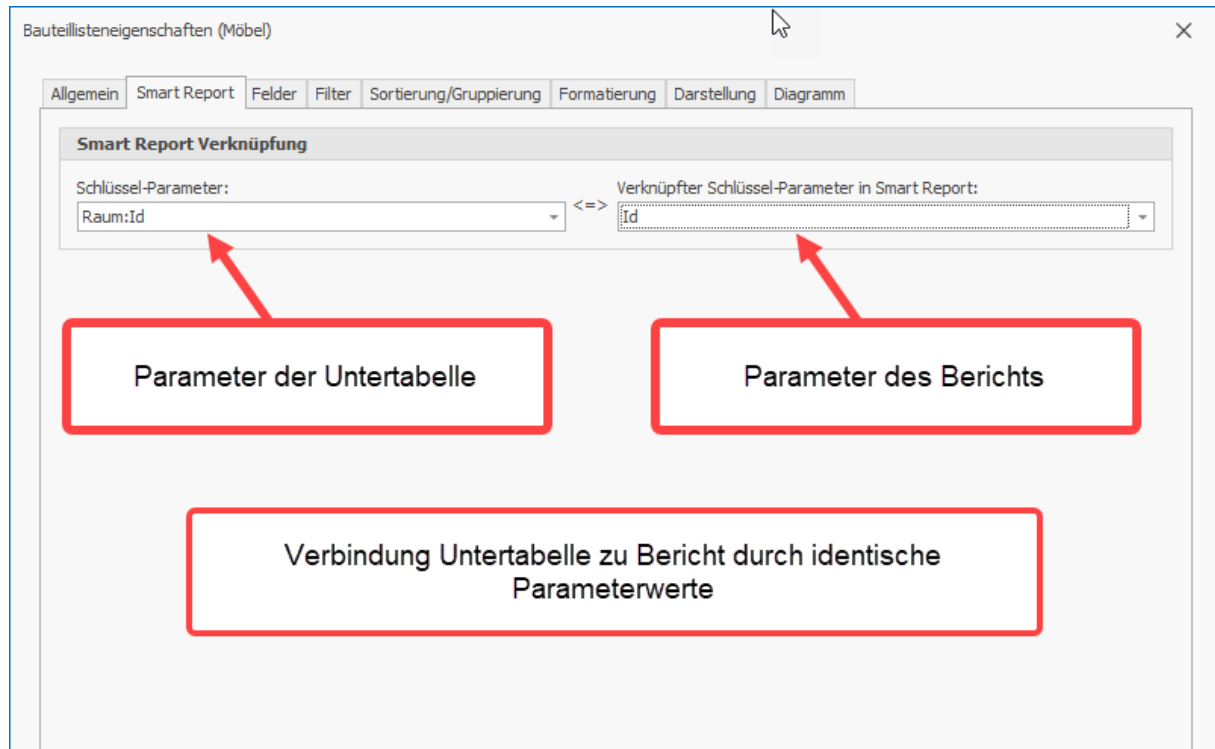 Bauteillisteneigenschaften (Möbel)
Allgemein Smart Report Felder Filter Sortierung/Gruppierung Formatierung Darstellung Diagramm
Smart Report Verknüpfung
Schlüssel-Parameter: Verknüpfter Schlüssel-Parameter in Smart Report:
Raum:Id <=> Id
Parameter der Untertabelle Parameter des Berichts
Verbindung Untertabelle zu Bericht durch identische
Parameterwerte